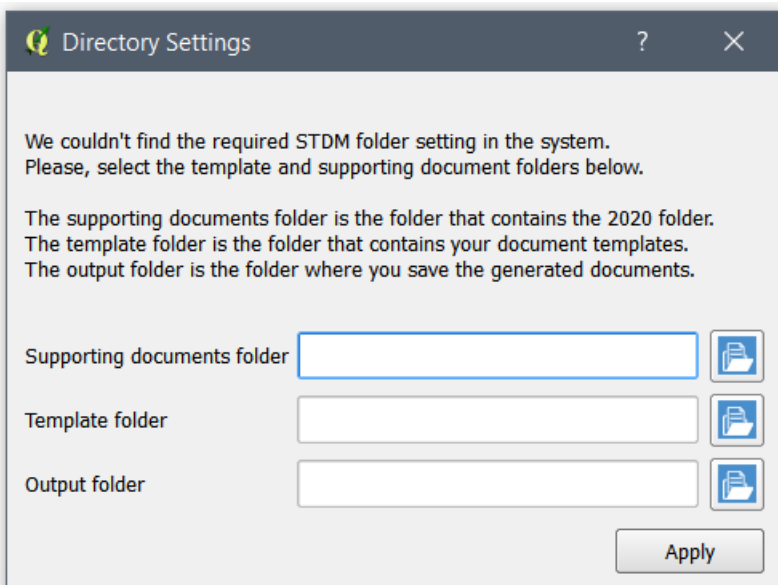 Directory Settings
We couldn't find the required STDM folder setting in the system.
Please, select the template and supporting document folders below.
The supporting documents folder is the folder that contains the 2020 folder.
The template folder is the folder that contains your document templates.
The output folder is the folder where you save the generated documents.
Supporting documents folder
Template folder
Output folder
Apply